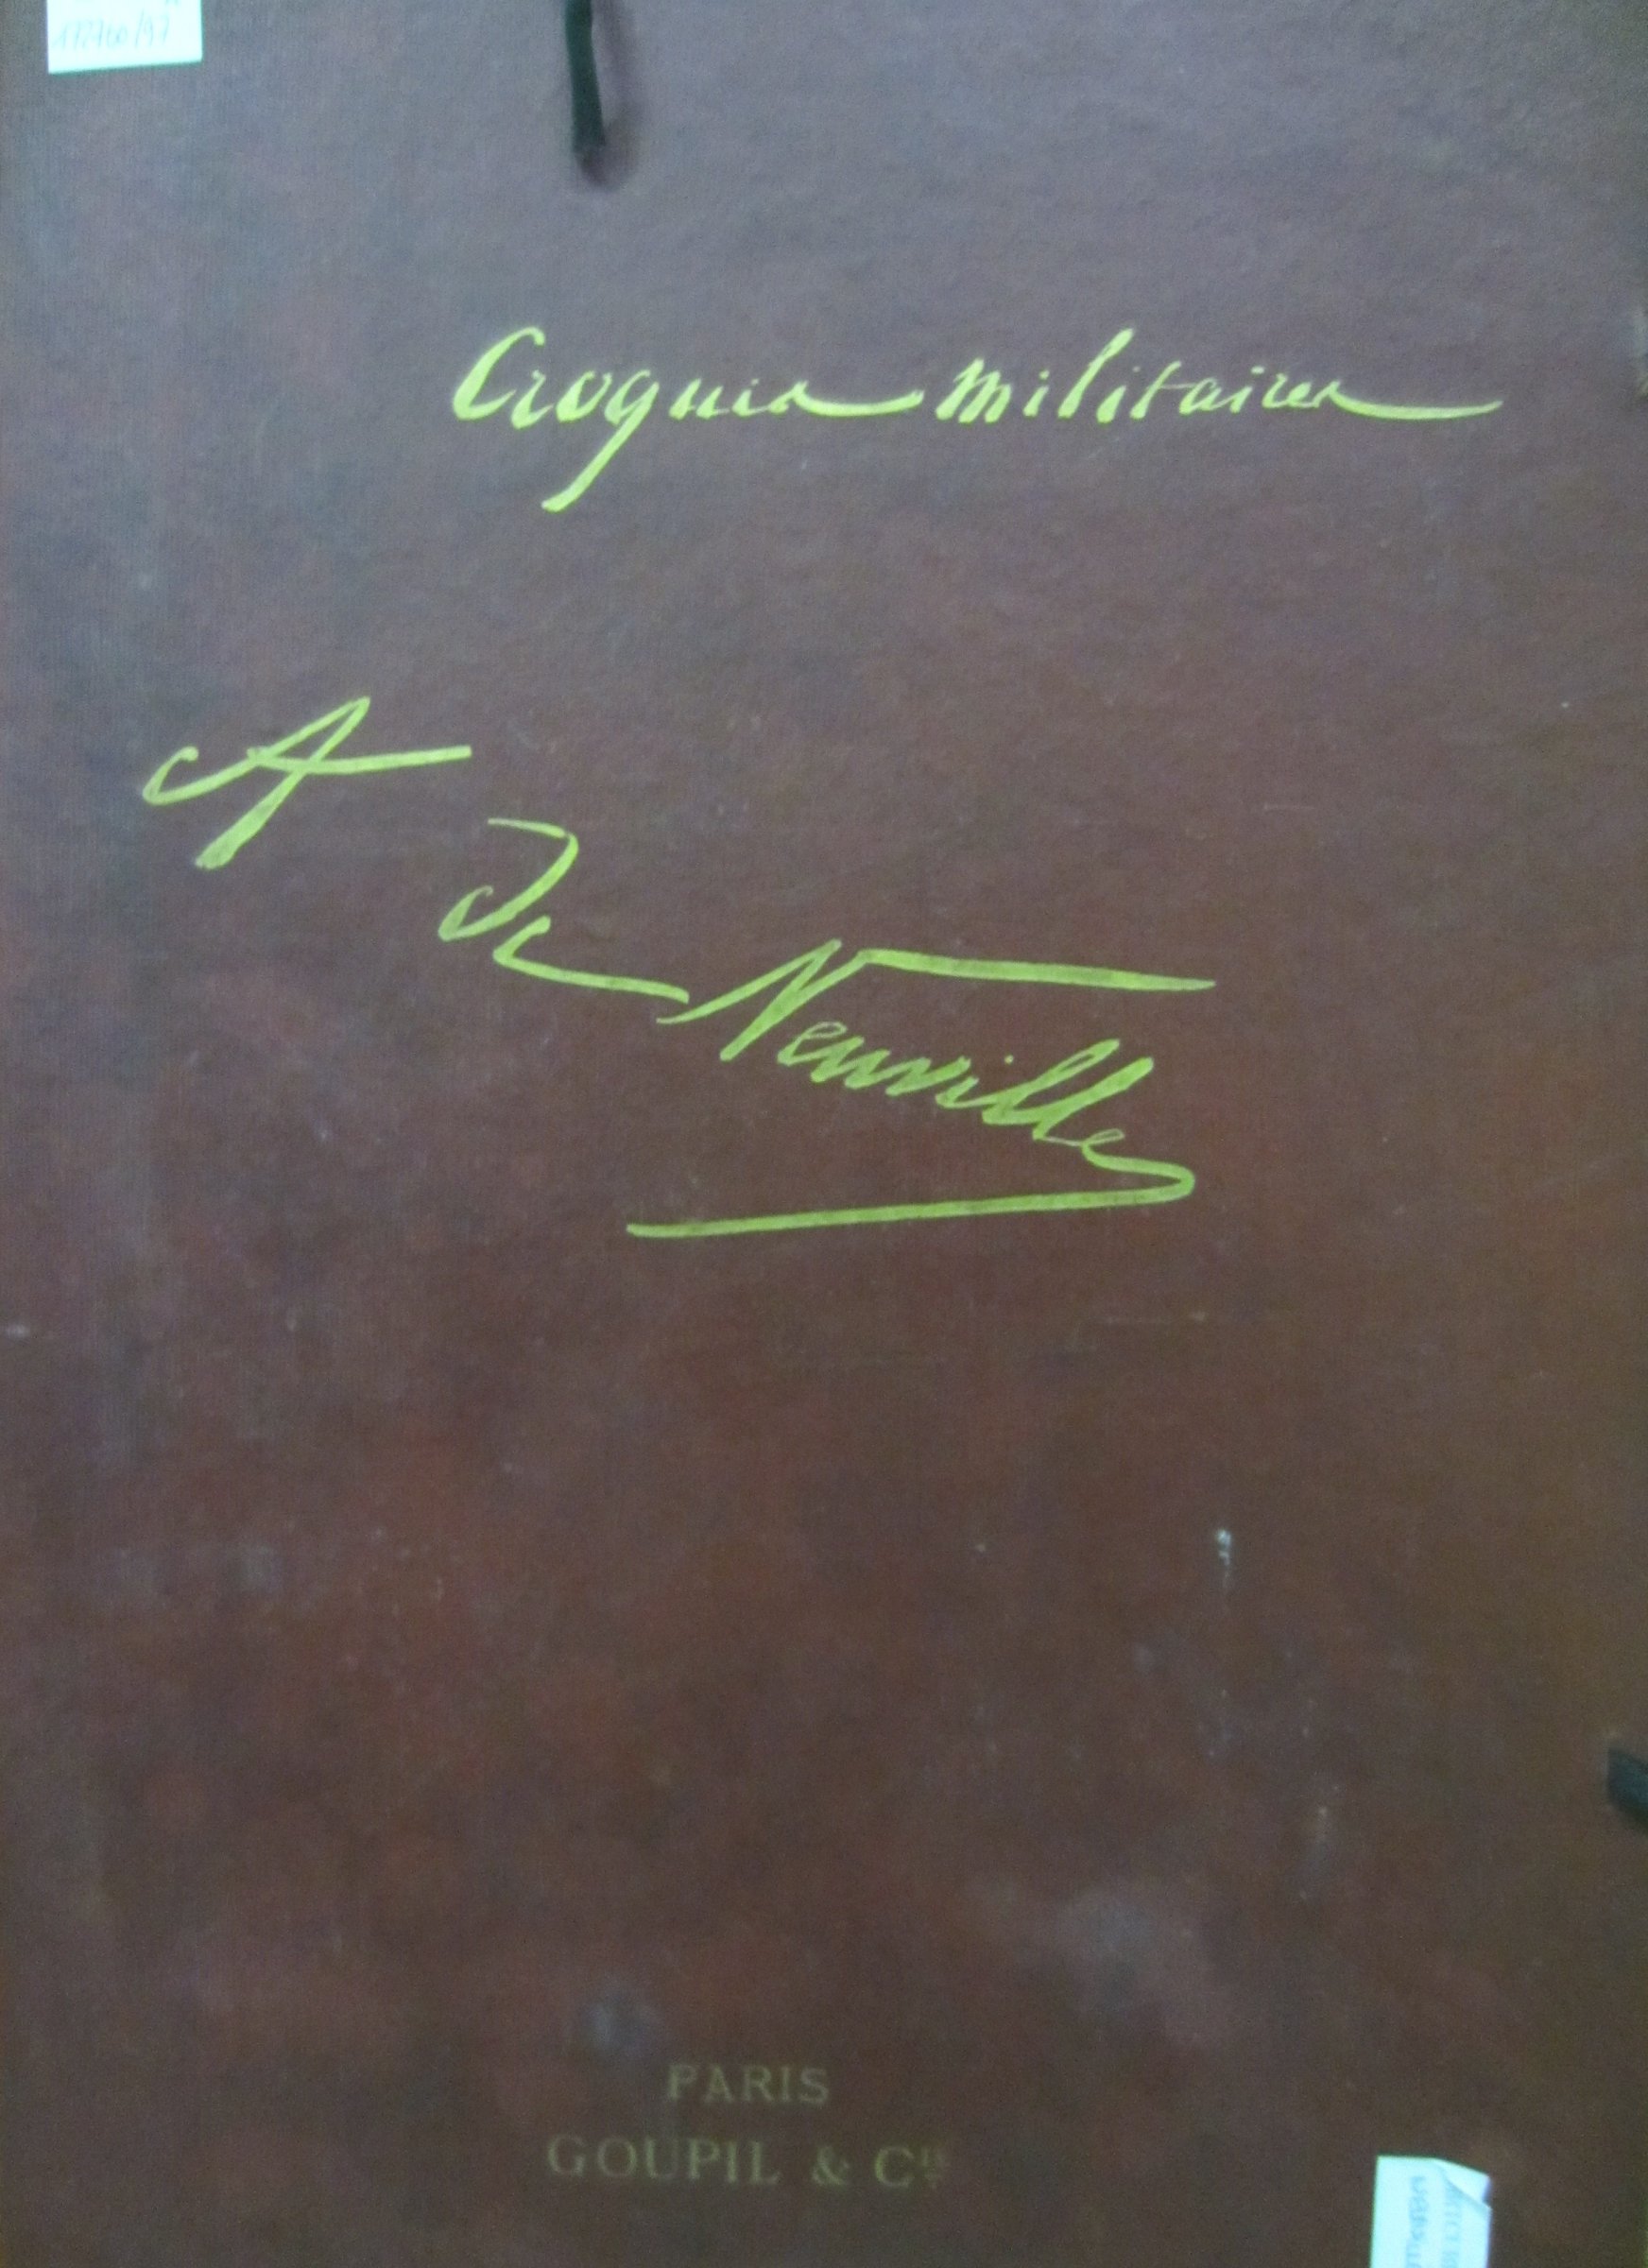 Croquis militaires
A
De
Neuville
PARIS
GOUPIL & Cie